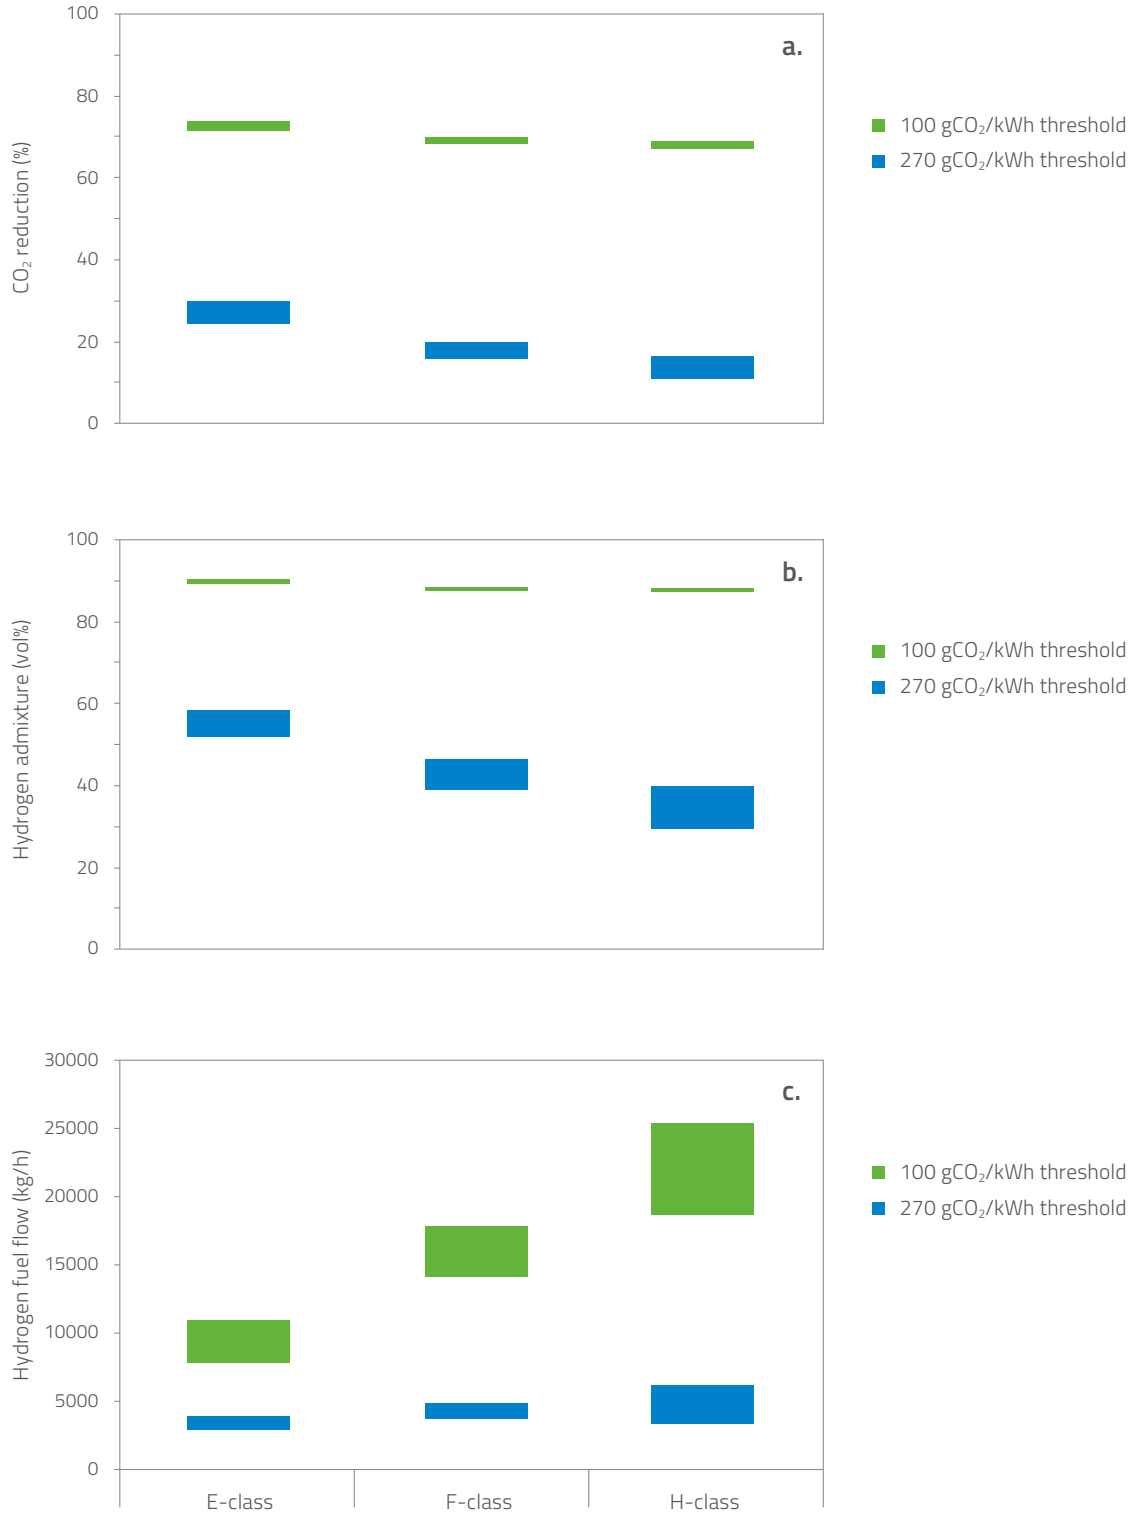 a.
100
80
60
40
20
0
CO₂ reduction (%)
100 gCO₂/kWh threshold
270 gCO₂/kWh threshold
b.
100
80
60
40
20
0
Hydrogen admixture (vol%)
100 gCO₂/kWh threshold
270 gCO₂/kWh threshold
c.
30000
25000
20000
15000
10000
5000
0
Hydrogen fuel flow (kg/h)
100 gCO₂/kWh threshold
270 gCO₂/kWh threshold
E-class
F-class
H-class